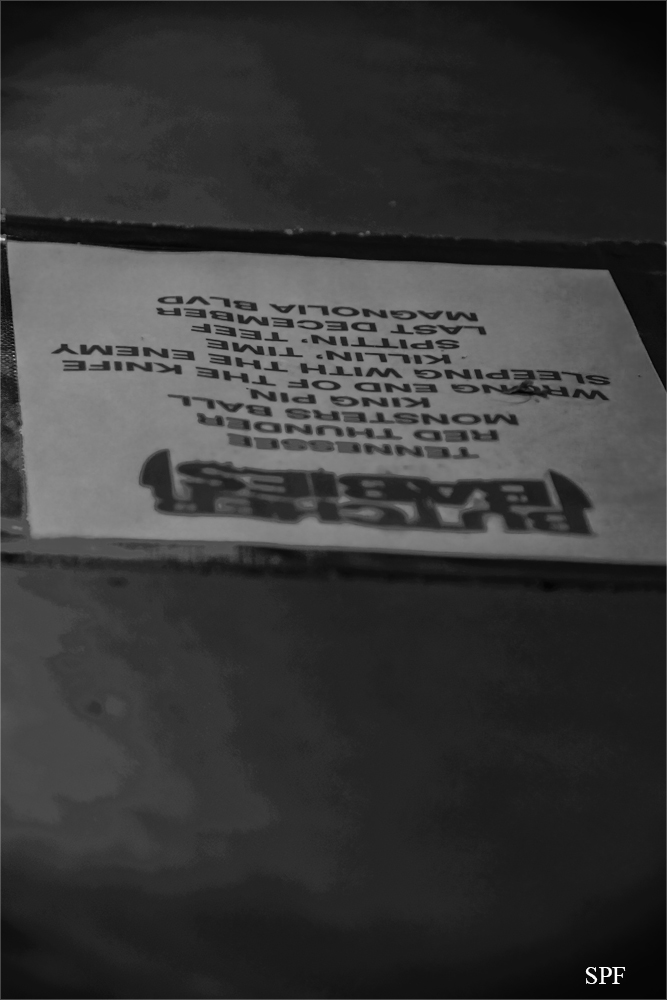 BUTCHER
BABIES
TENNESSEE
RED THUNDER
MONSTERS BALL
KING PIN,
WRONG END OF THE KNIFE
SLEEPING WITH THE ENEMY
KILLIN' TIME
SPITTIN' TEEF
LAST DECEMBER
MAGNOLIA BLVD
SPF